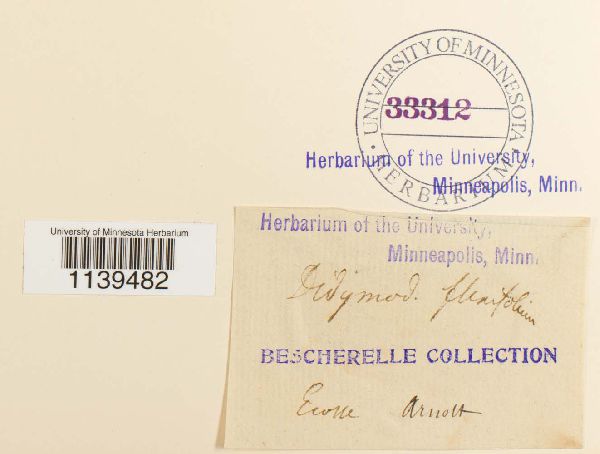 UNIVERSITY OF MINNESOTA
33312
HERBARIUM
Herbarium of the University,
Minneapolis, Minn.
University of Minnesota Herbarium
1139482
Herbarium of the University,
Minneapolis, Minn.
Didymod. flexifolium
BESCHERELLE COLLECTION
Ecosse Arnott